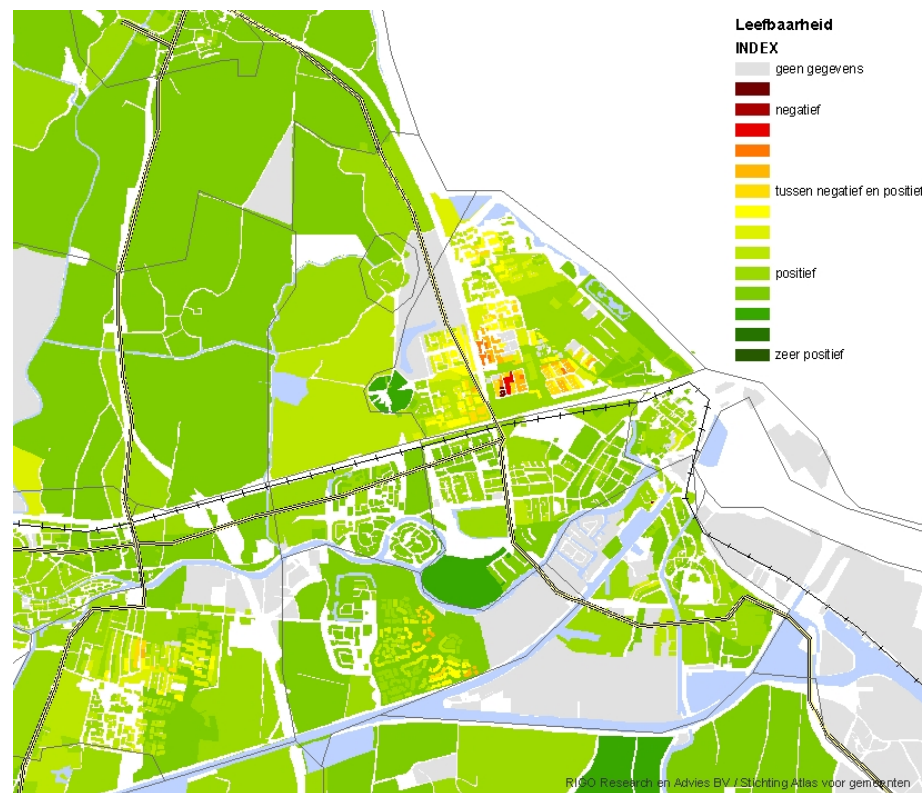 Leefbaarheid
INDEX
geen gegevens
negatief
tussen negatief en positief
positief
zeer positief
RIGO Research en Advies BV / Stichting Atlas voor gemeenten